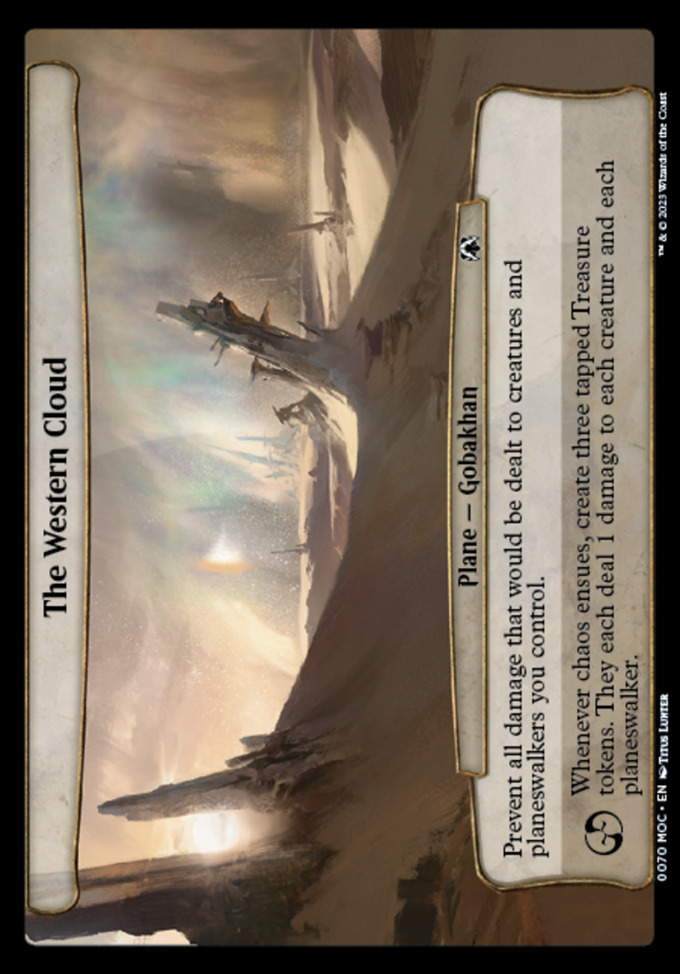 The Western Cloud
Plane — Gobakhan
Prevent all damage that would be dealt to creatures and
planeswalkers you control.
Whenever chaos ensues, create three tapped Treasure
tokens. They each deal 1 damage to each creature and each
planeswalker.
0070 MOC • EN Titus Lunter
™ & © 2023 Wizards of the Coast